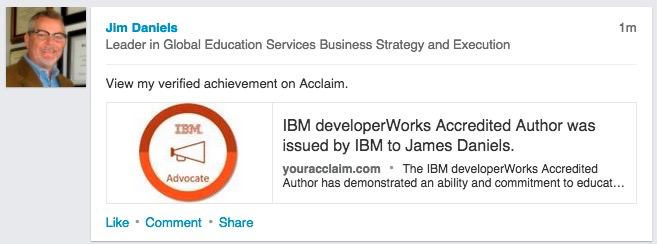 Jim Daniels 1m
Leader in Global Education Services Business Strategy and Execution
View my verified achievement on Acclaim.
IBM
Advocate
IBM developerWorks Accredited Author was
issued by IBM to James Daniels.
youracclaim.com • The IBM developerWorks Accredited
Author has demonstrated an ability and commitment to educat...
Like • Comment • Share